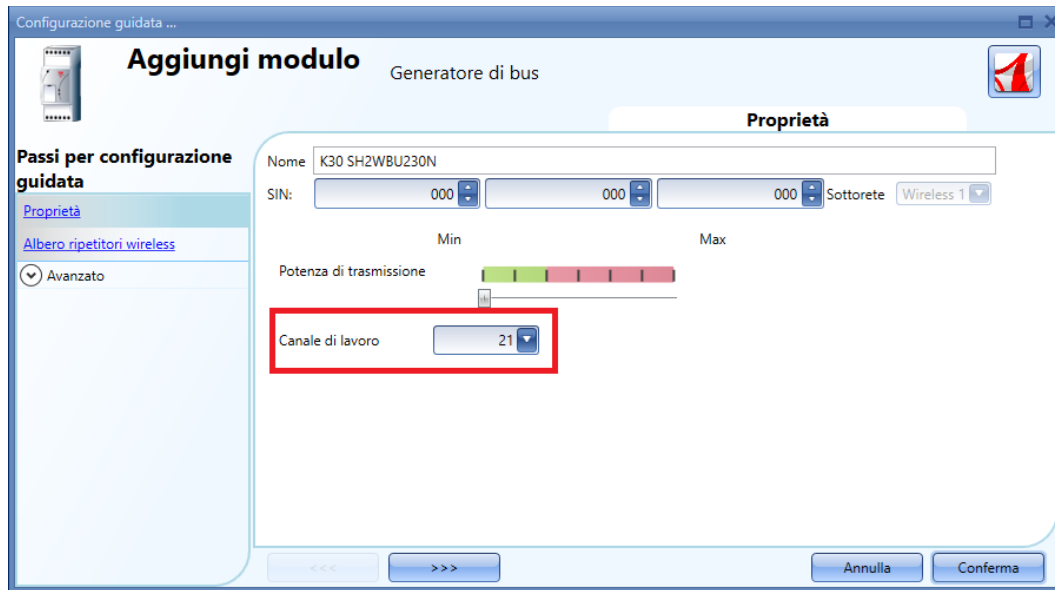 Configurazione guidata ...
Aggiungi modulo
Generatore di bus
Proprietà
Passi per configurazione
guidata
Proprietà
Albero ripetitori wireless
Avanzato
Nome K30 SH2WBU230N
SIN: 000 000 000 Sottorete Wireless 1
Min Max
Potenza di trasmissione
Canale di lavoro 21
<<< >>> Annulla Conferma